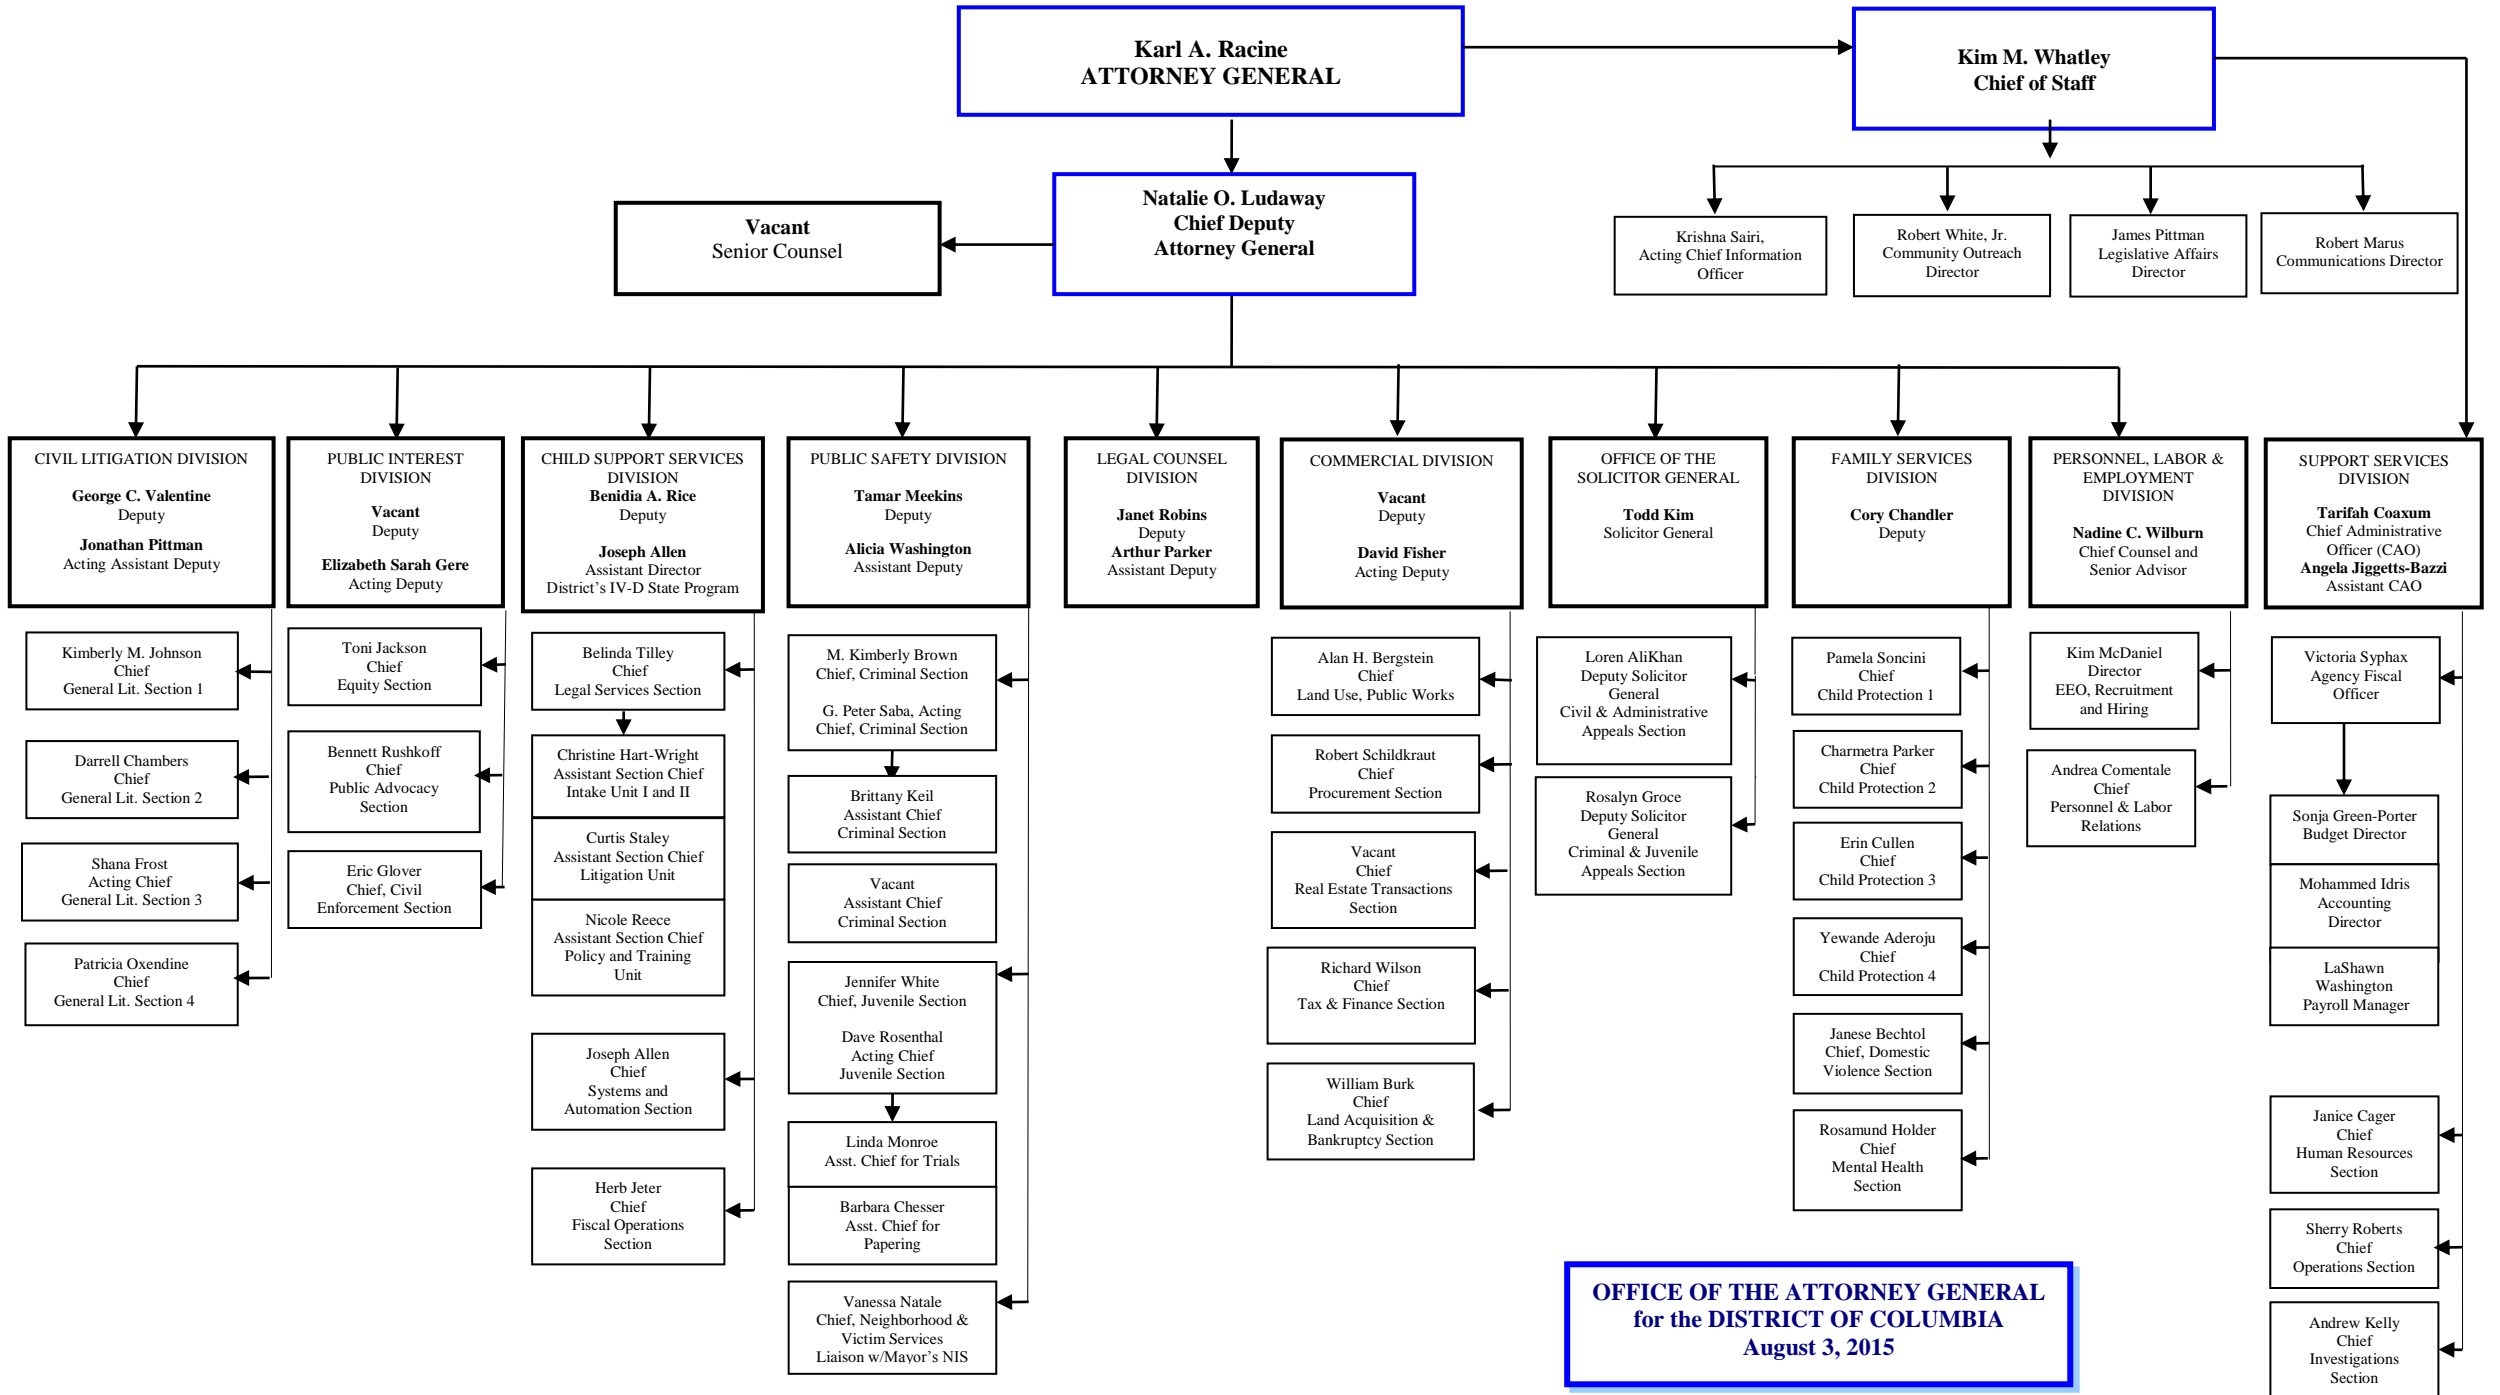 Karl A. Racine
ATTORNEY GENERAL
Kim M. Whatley
Chief of Staff
Natalie O. Ludaway
Chief Deputy
Attorney General
Vacant
Senior Counsel
Krishna Sairi,
Acting Chief Information
Officer
Robert White, Jr.
Community Outreach
Director
James Pittman
Legislative Affairs
Director
Robert Marus
Communications Director
CIVIL LITIGATION DIVISION
George C. Valentine
Deputy
Jonathan Pittman
Acting Assistant Deputy
Kimberly M. Johnson
Chief
General Lit. Section 1
Darrell Chambers
Chief
General Lit. Section 2
Shana Frost
Acting Chief
General Lit. Section 3
Patricia Oxendine
Chief
General Lit. Section 4
PUBLIC INTEREST
DIVISION
Vacant
Deputy
Elizabeth Sarah Gere
Acting Deputy
Toni Jackson
Chief
Equity Section
Bennett Rushkoff
Chief
Public Advocacy
Section
Eric Glover
Chief, Civil
Enforcement Section
CHILD SUPPORT SERVICES
DIVISION
Benidia A. Rice
Deputy
Joseph Allen
Assistant Director
District’s IV-D State Program
Belinda Tilley
Chief
Legal Services Section
Christine Hart-Wright
Assistant Section Chief
Intake Unit I and II
Curtis Staley
Assistant Section Chief
Litigation Unit
Nicole Reece
Assistant Section Chief
Policy and Training
Unit
Joseph Allen
Chief
Systems and
Automation Section
Herb Jeter
Chief
Fiscal Operations
Section
PUBLIC SAFETY DIVISION
Tamar Meekins
Deputy
Alicia Washington
Assistant Deputy
M. Kimberly Brown
Chief, Criminal Section
G. Peter Saba, Acting
Chief, Criminal Section
Brittany Keil
Assistant Chief
Criminal Section
Vacant
Assistant Chief
Criminal Section
Jennifer White
Chief, Juvenile Section
Dave Rosenthal
Acting Chief
Juvenile Section
Linda Monroe
Asst. Chief for Trials
Barbara Chesser
Asst. Chief for
Papering
Vanessa Natale
Chief, Neighborhood &
Victim Services
Liaison w/Mayor’s NIS
LEGAL COUNSEL
DIVISION
Janet Robins
Deputy
Arthur Parker
Assistant Deputy
COMMERCIAL DIVISION
Vacant
Deputy
David Fisher
Acting Deputy
Alan H. Bergstein
Chief
Land Use, Public Works
Robert Schildkraut
Chief
Procurement Section
Vacant
Chief
Real Estate Transactions
Section
Richard Wilson
Chief
Tax & Finance Section
William Burk
Chief
Land Acquisition &
Bankruptcy Section
OFFICE OF THE
SOLICITOR GENERAL
Todd Kim
Solicitor General
Loren AliKhan
Deputy Solicitor
General
Civil & Administrative
Appeals Section
Rosalyn Groce
Deputy Solicitor
General
Criminal & Juvenile
Appeals Section
FAMILY SERVICES
DIVISION
Cory Chandler
Deputy
Pamela Soncini
Chief
Child Protection 1
Charmetra Parker
Chief
Child Protection 2
Erin Cullen
Chief
Child Protection 3
Yewande Aderoju
Chief
Child Protection 4
Janese Bechtol
Chief, Domestic
Violence Section
Rosamund Holder
Chief
Mental Health
Section
PERSONNEL, LABOR &
EMPLOYMENT
DIVISION
Nadine C. Wilburn
Chief Counsel and
Senior Advisor
Kim McDaniel
Director
EEO, Recruitment
and Hiring
Andrea Comentale
Chief
Personnel & Labor
Relations
SUPPORT SERVICES
DIVISION
Tarifah Coaxum
Chief Administrative
Officer (CAO)
Angela Jiggetts-Bazzi
Assistant CAO
Victoria Syphax
Agency Fiscal
Officer
Sonja Green-Porter
Budget Director
Mohammed Idris
Accounting
Director
LaShawn
Washington
Payroll Manager
Janice Cager
Chief
Human Resources
Section
Sherry Roberts
Chief
Operations Section
Andrew Kelly
Chief
Investigations
Section
OFFICE OF THE ATTORNEY GENERAL
for the DISTRICT OF COLUMBIA
August 3, 2015